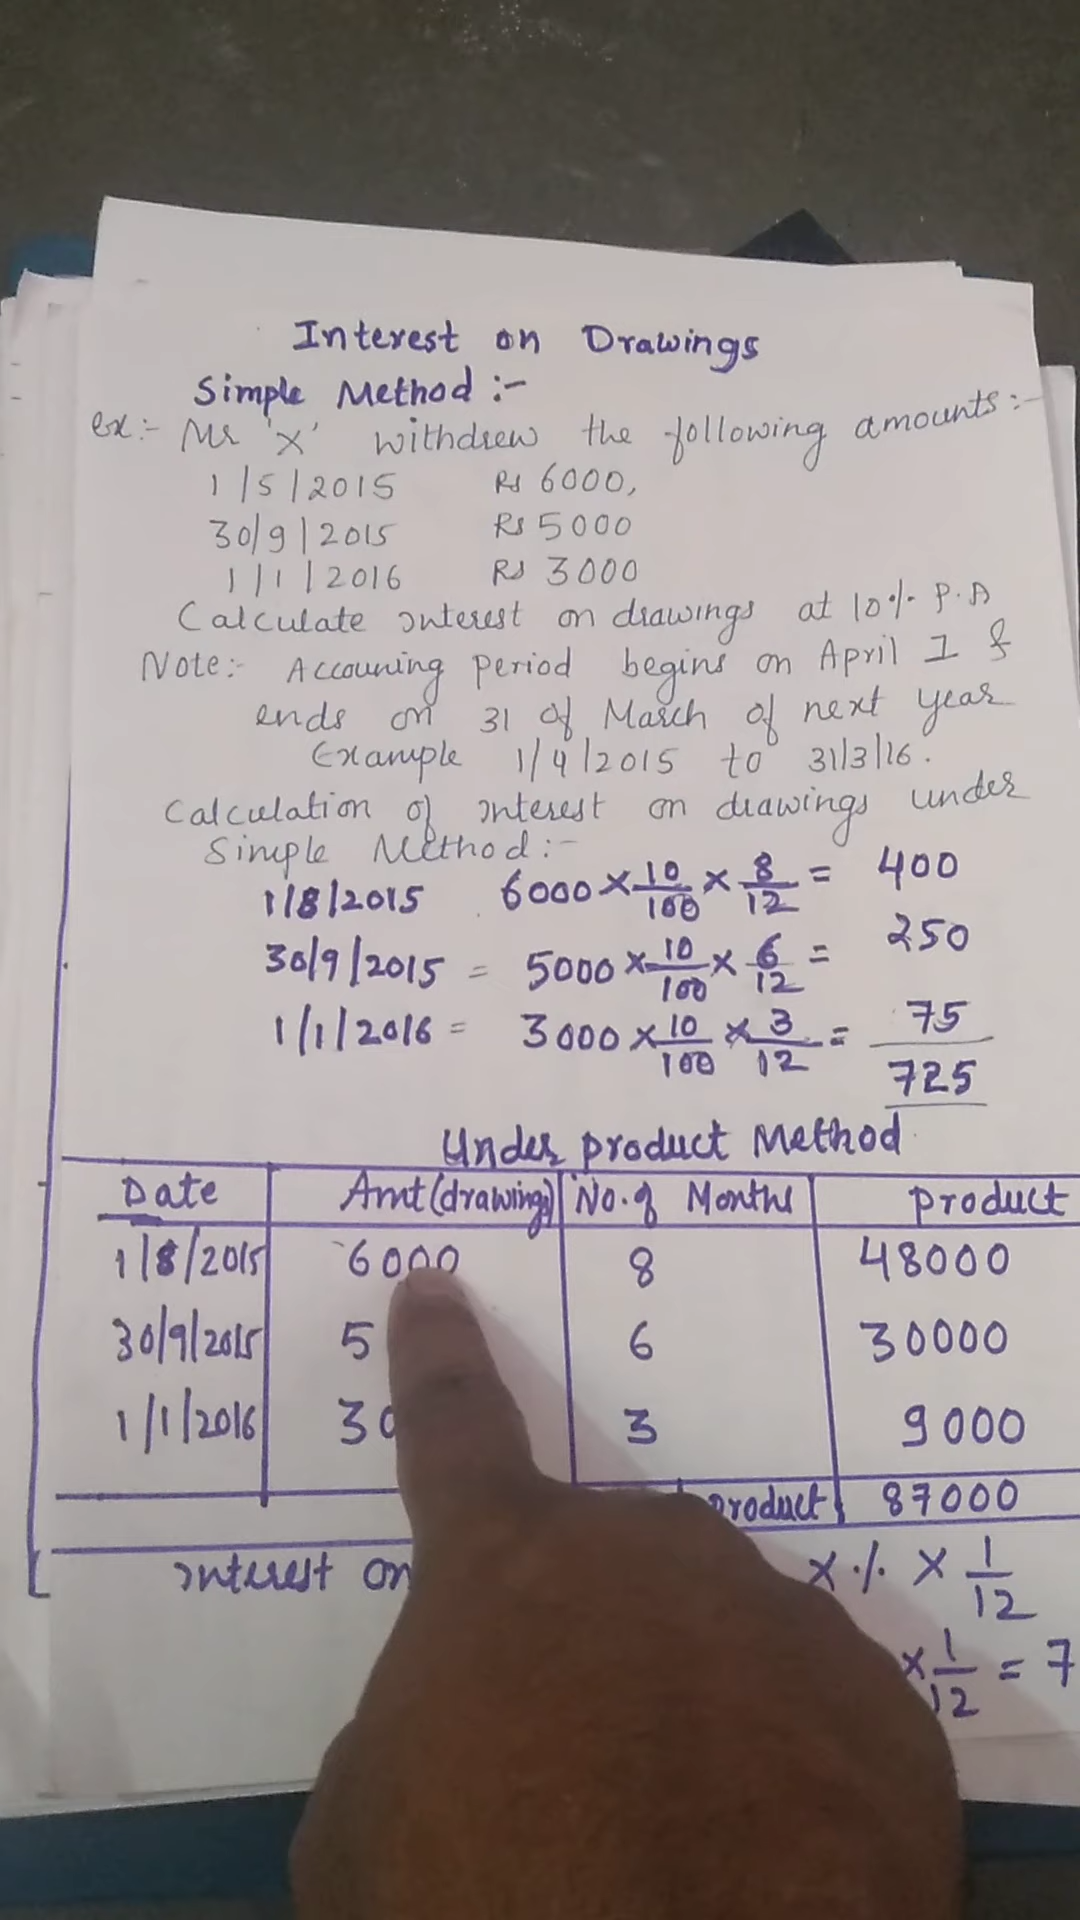 Interest on Drawings
Simple Method :-
ex:- Mr 'X' withdrew the following amounts:-
1/5/2015 Rs 6000,
30/9/2015 Rs 5000
1/1/2016 Rs 3000
Calculate interest on drawings at 10% P.A
Note:- Accouning period begins on April 1 &
ends on 31 of March of next year
Example 1/4/2015 to 31/3/16.
Calculation of interest on drawings under
Simple Method:-
1/8/2015 6000 × 10/100 × 8/12 = 400
30/9/2015 = 5000 × 10/100 × 6/12 = 250
1/1/2016 = 3000 × 10/100 × 3/12 = 75
725
Under product Method
Date Amt (drawings) No. of Months product
1/8/2015 6000 8 48000
30/9/2015 5 6 30000
1/1/2016 30 3 9000
product 87000
interest on × % × 1/12
× 1/12 = 7